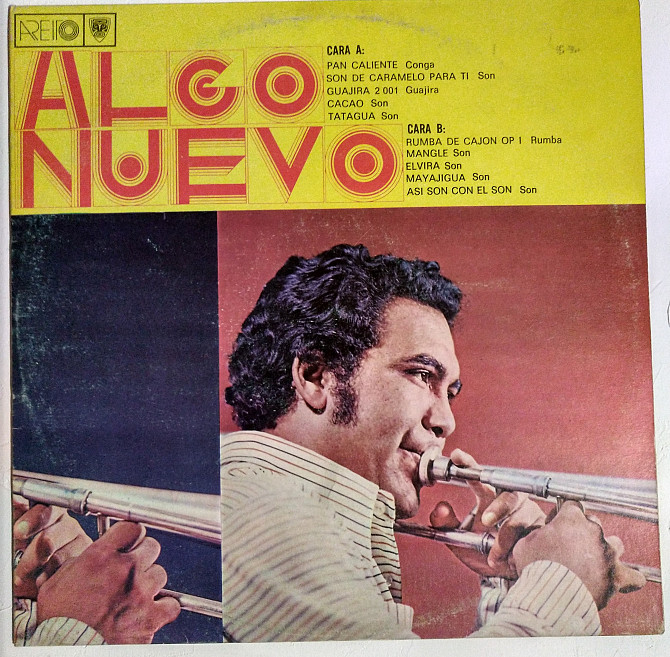 AREITO
ALGO
NUEVO
CARA A:
PAN CALIENTE Conga
SON DE CARAMELO PARA TI Son
GUAJIRA 2 001 Guajira
CACAO Son
TATAGUA Son
CARA B:
RUMBA DE CAJON OP I Rumba
MANGLE Son
ELVIRA Son
MAYAJIGUA Son
ASI SON CON EL SON Son